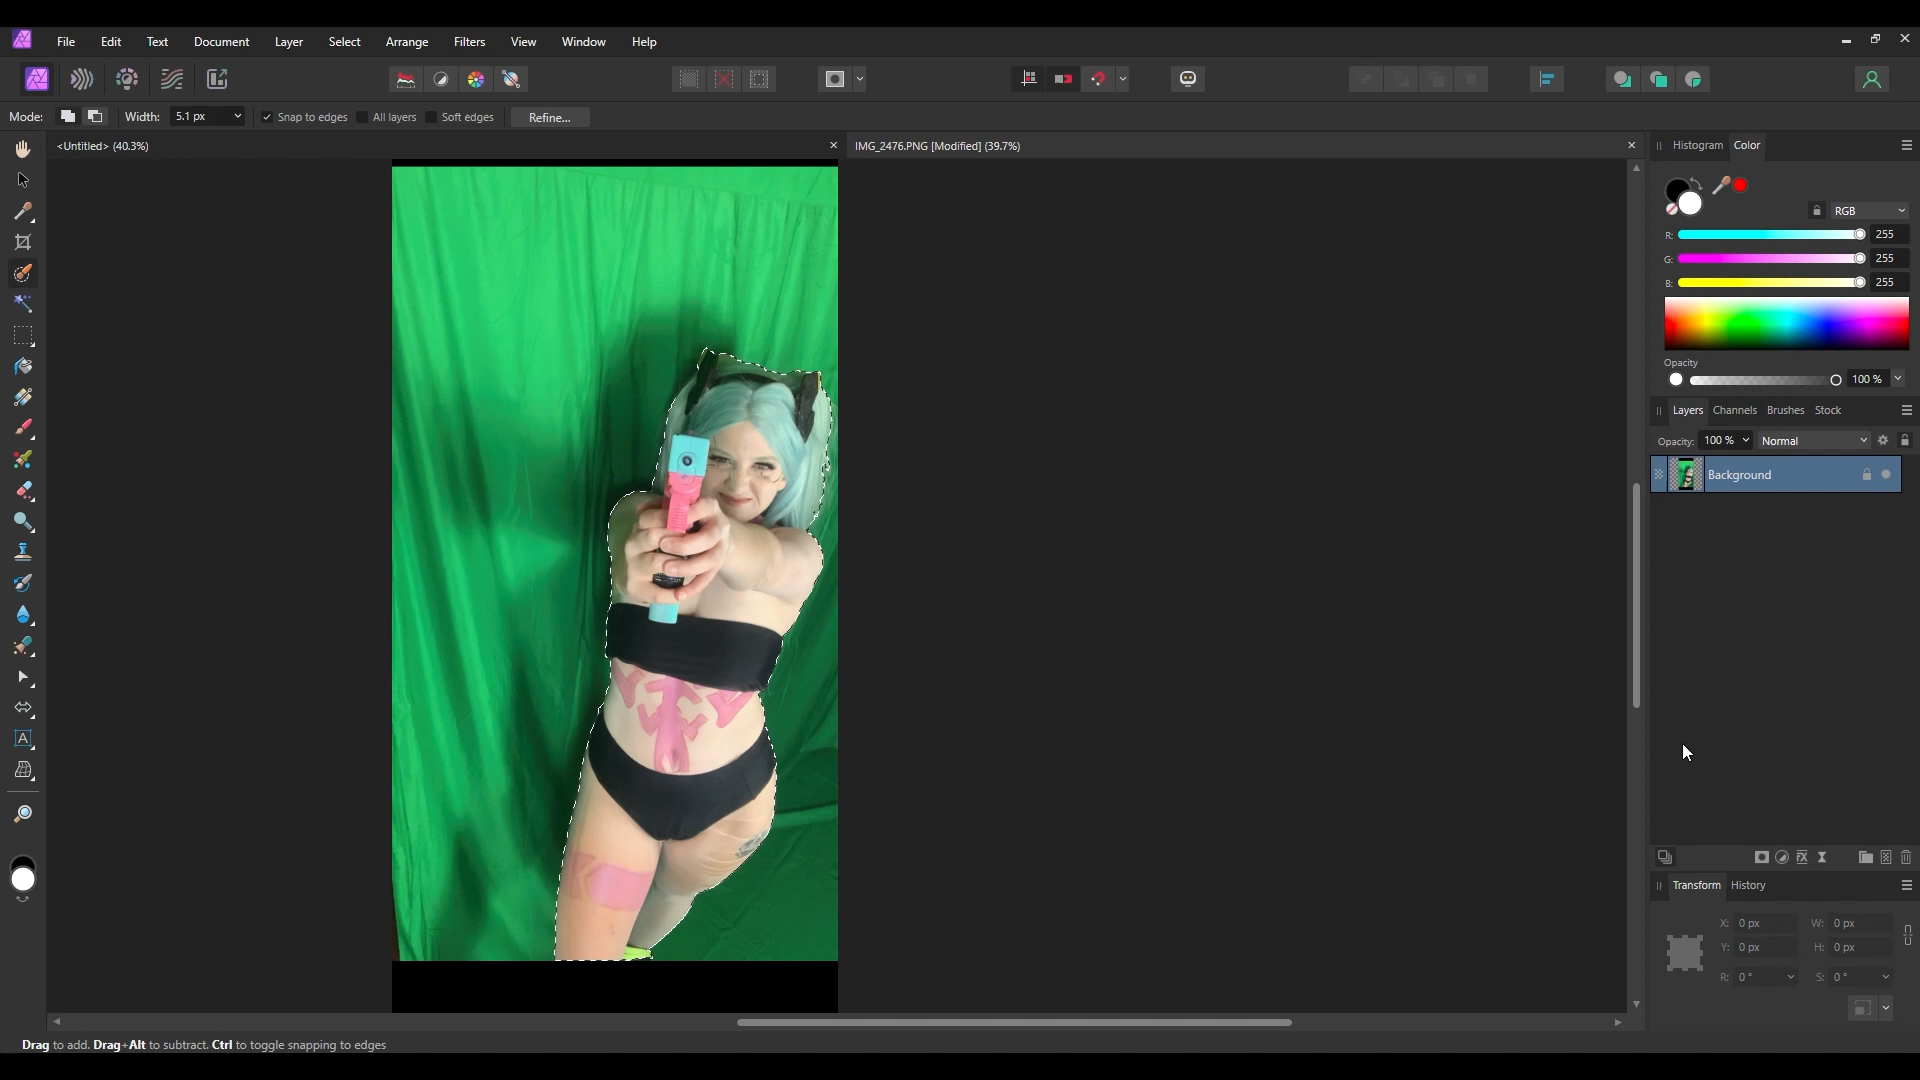 File Edit Text Document Layer Select Arrange Filters View Window Help
Mode: Width: 5.1 px Snap to edges All layers Soft edges Refine...
<Untitled> (40.3%) IMG_2476.PNG [Modified] (39.7%)
Histogram Color
RGB
R: 255
G: 255
B: 255
Opacity
100 %
Layers Channels Brushes Stock
Opacity: 100 % Normal
Background
Transform History
X: 0 px W: 0 px
Y: 0 px H: 0 px
R: 0 ° S: 0 °
Drag to add. Drag+Alt to subtract. Ctrl to toggle snapping to edges